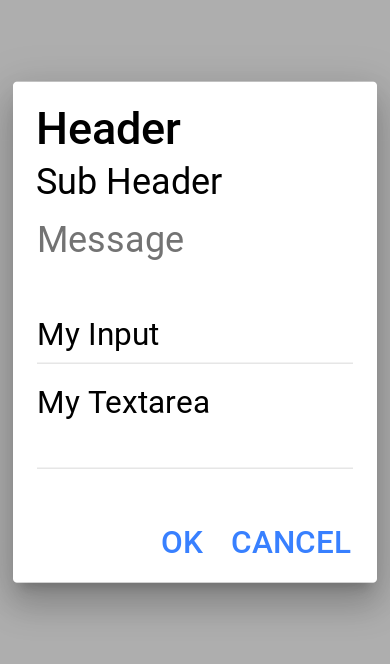 Header
Sub Header
Message
My Input
My Textarea
OK CANCEL